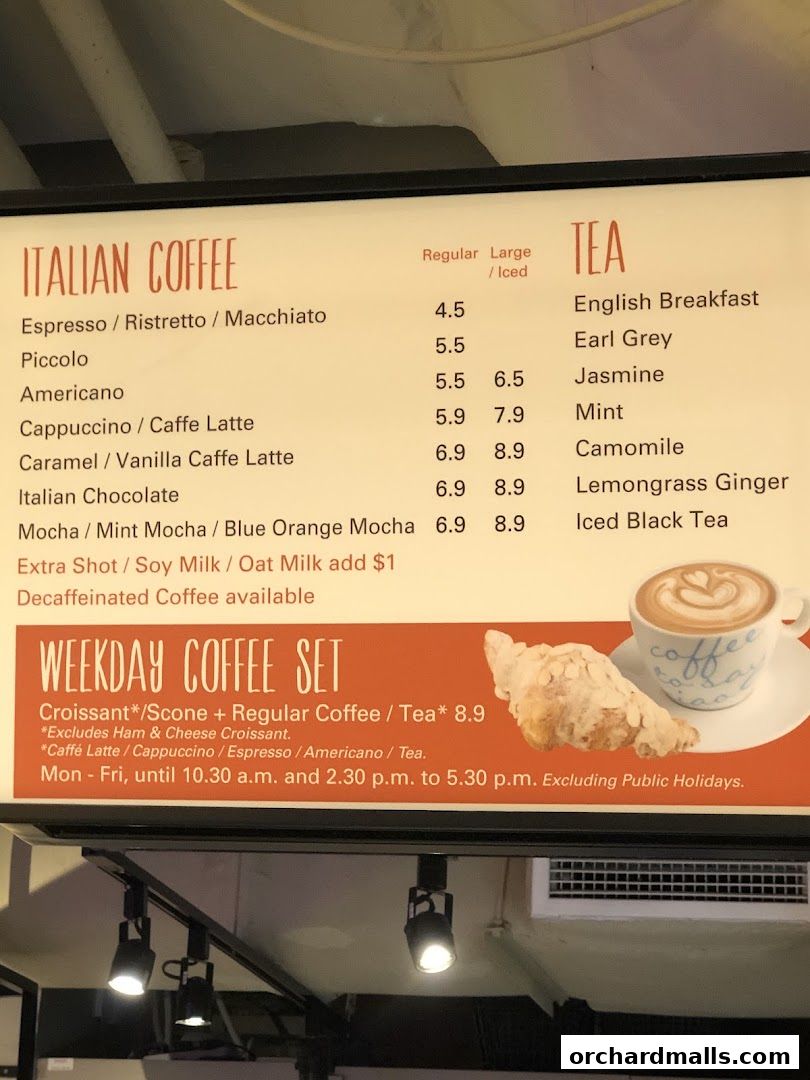 ITALIAN COFFEE
Regular Large / Iced
Espresso / Ristretto / Macchiato 4.5
Piccolo 5.5
Americano 5.5 6.5
Cappuccino / Caffe Latte 5.9 7.9
Caramel / Vanilla Caffe Latte 6.9 8.9
Italian Chocolate 6.9 8.9
Mocha / Mint Mocha / Blue Orange Mocha 6.9 8.9
Extra Shot / Soy Milk / Oat Milk add $1
Decaffeinated Coffee available
TEA
English Breakfast
Earl Grey
Jasmine
Mint
Camomile
Lemongrass Ginger
Iced Black Tea
WEEKDAY COFFEE SET
Croissant*/Scone + Regular Coffee / Tea* 8.9
*Excludes Ham & Cheese Croissant.
*Caffé Latte / Cappuccino / Espresso / Americano / Tea.
Mon - Fri, until 10.30 a.m. and 2.30 p.m. to 5.30 p.m. Excluding Public Holidays.
coffee
orchardmalls.com